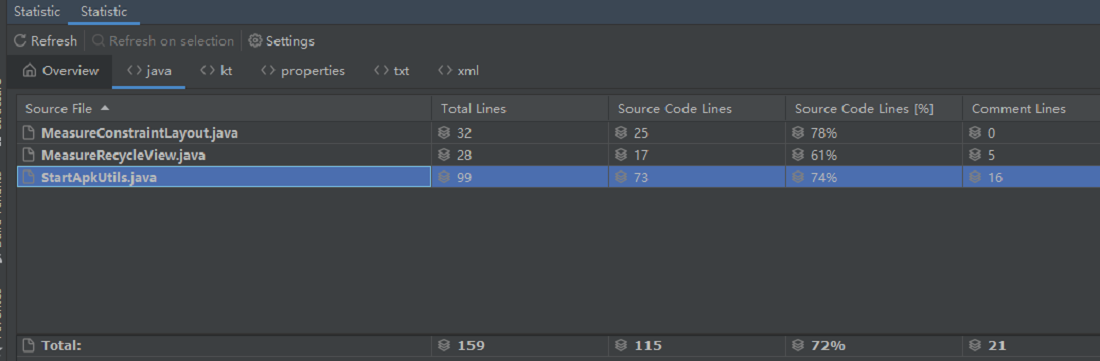 Statistic Statistic
Refresh Refresh on selection Settings
Overview java kt properties txt xml
Source File Total Lines Source Code Lines Source Code Lines [%] Comment Lines
MeasureConstraintLayout.java 32 25 78% 0
MeasureRecycleView.java 28 17 61% 5
StartApkUtils.java 99 73 74% 16
Total: 159 115 72% 21